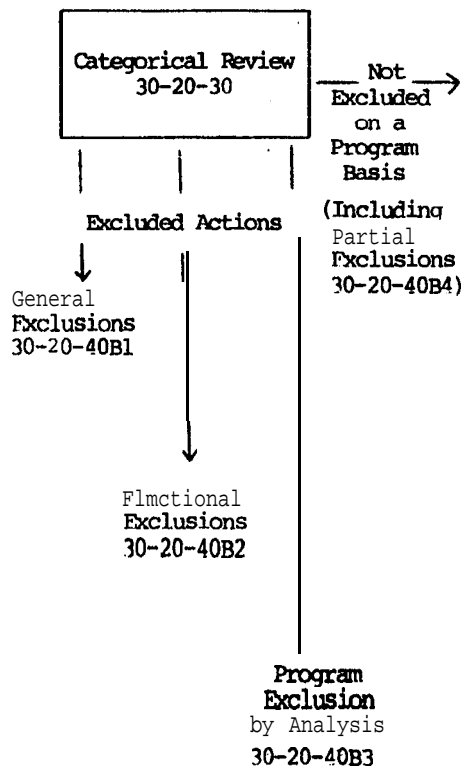 Categorical Review
30-20-30
Not
Excluded
on a
Program
Basis
(Including
Partial
Fxclusions
30-20-40B4)
Excluded Actions
General
Fxclusions
30-20-40B1
Flmctional
Exclusions
30-20-40B2
Program
Exclusion
by Analysis
30-20-40B3